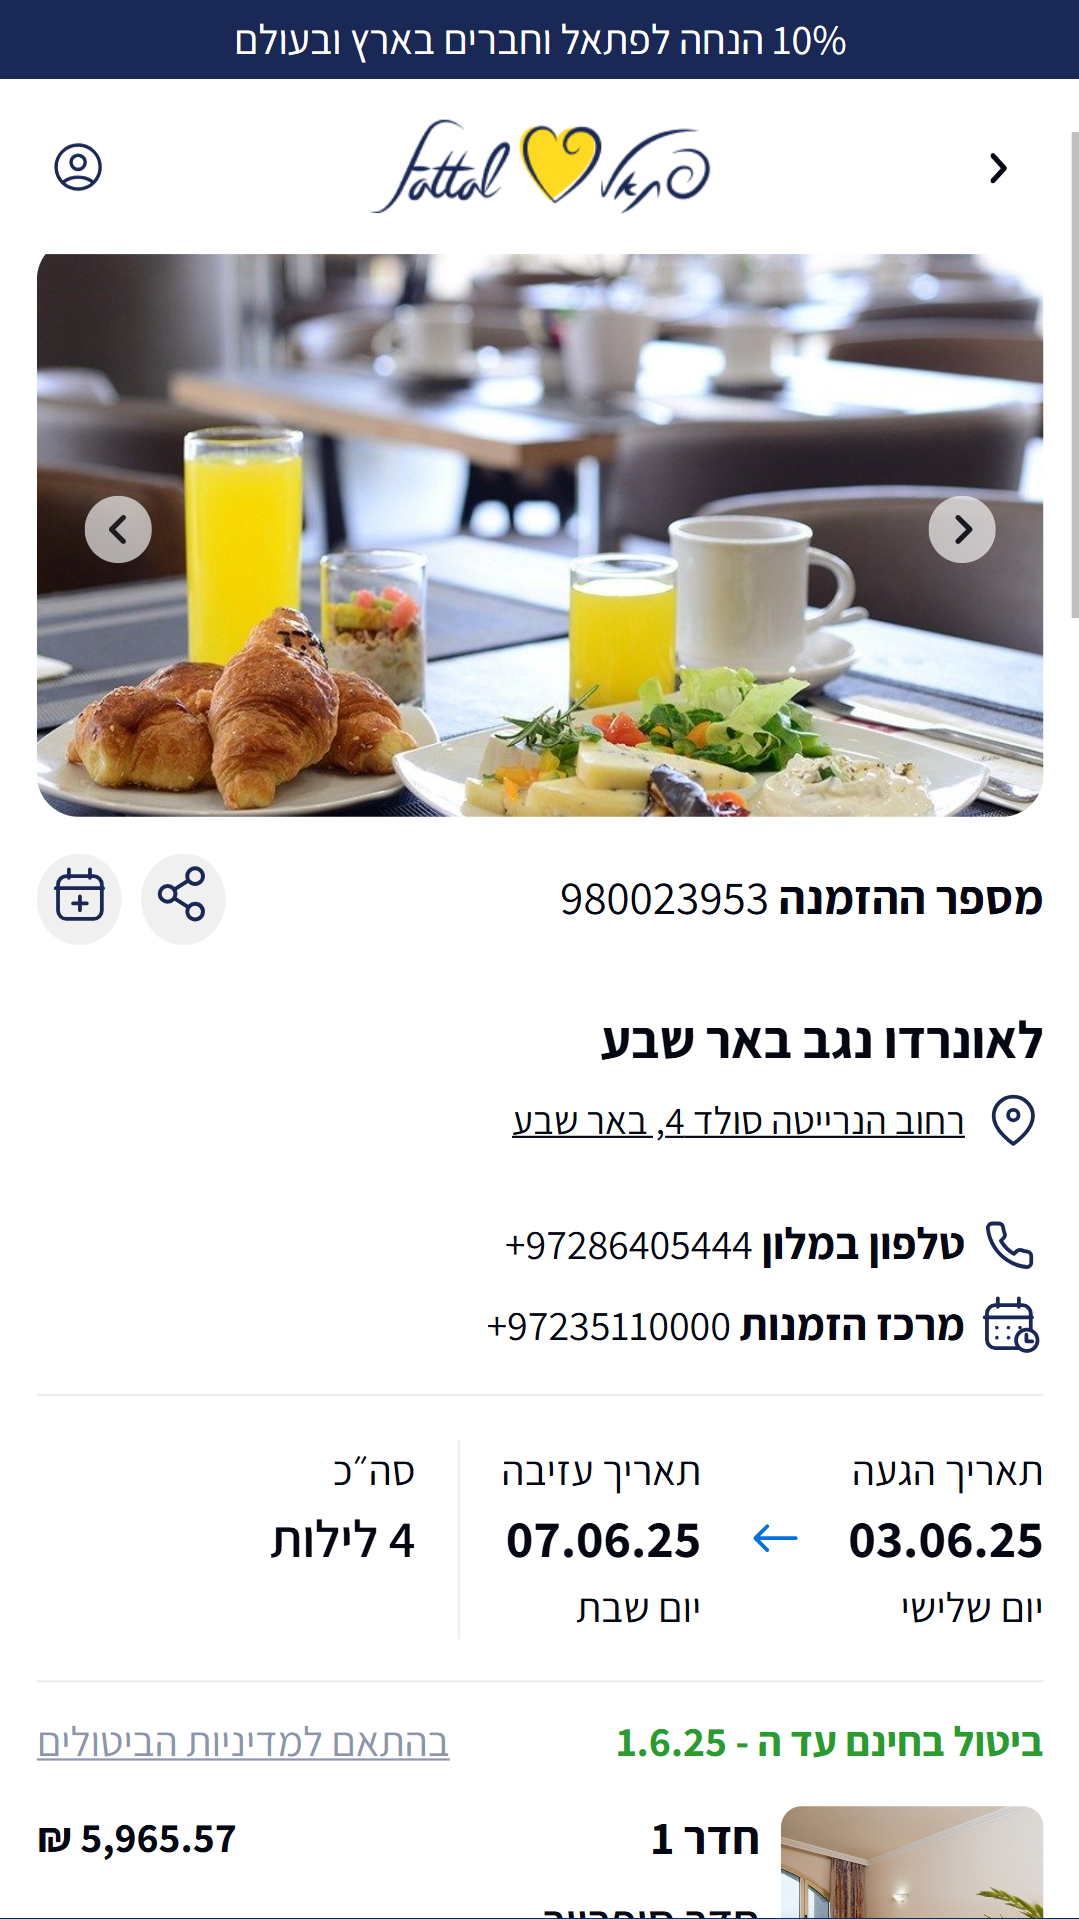 10% הנחה לפתאל וחברים בארץ ובעולם
פתאל Fattal
מספר ההזמנה 980023953
לאונרדו נגב באר שבע
רחוב הנרייטה סולד 4, באר שבע
טלפון במלון 97286405444+
מרכז הזמנות 97235110000+
תאריך הגעה
03.06.25
יום שלישי
תאריך עזיבה
07.06.25
יום שבת
סה״כ
4 לילות
ביטול בחינם עד ה - 1.6.25
בהתאם למדיניות הביטולים
חדר 1
5,965.57 ₪